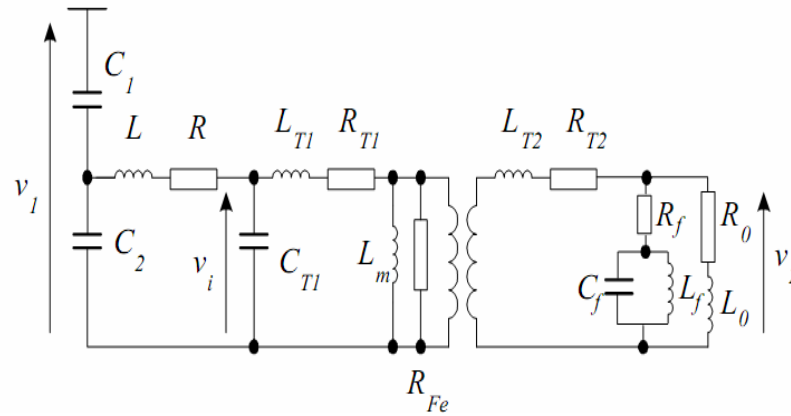 C1
L R LT1 RT1 LT2 RT2
v1 C2 vi CT1 Lm Rf R0
Cf Lf L0
RFe